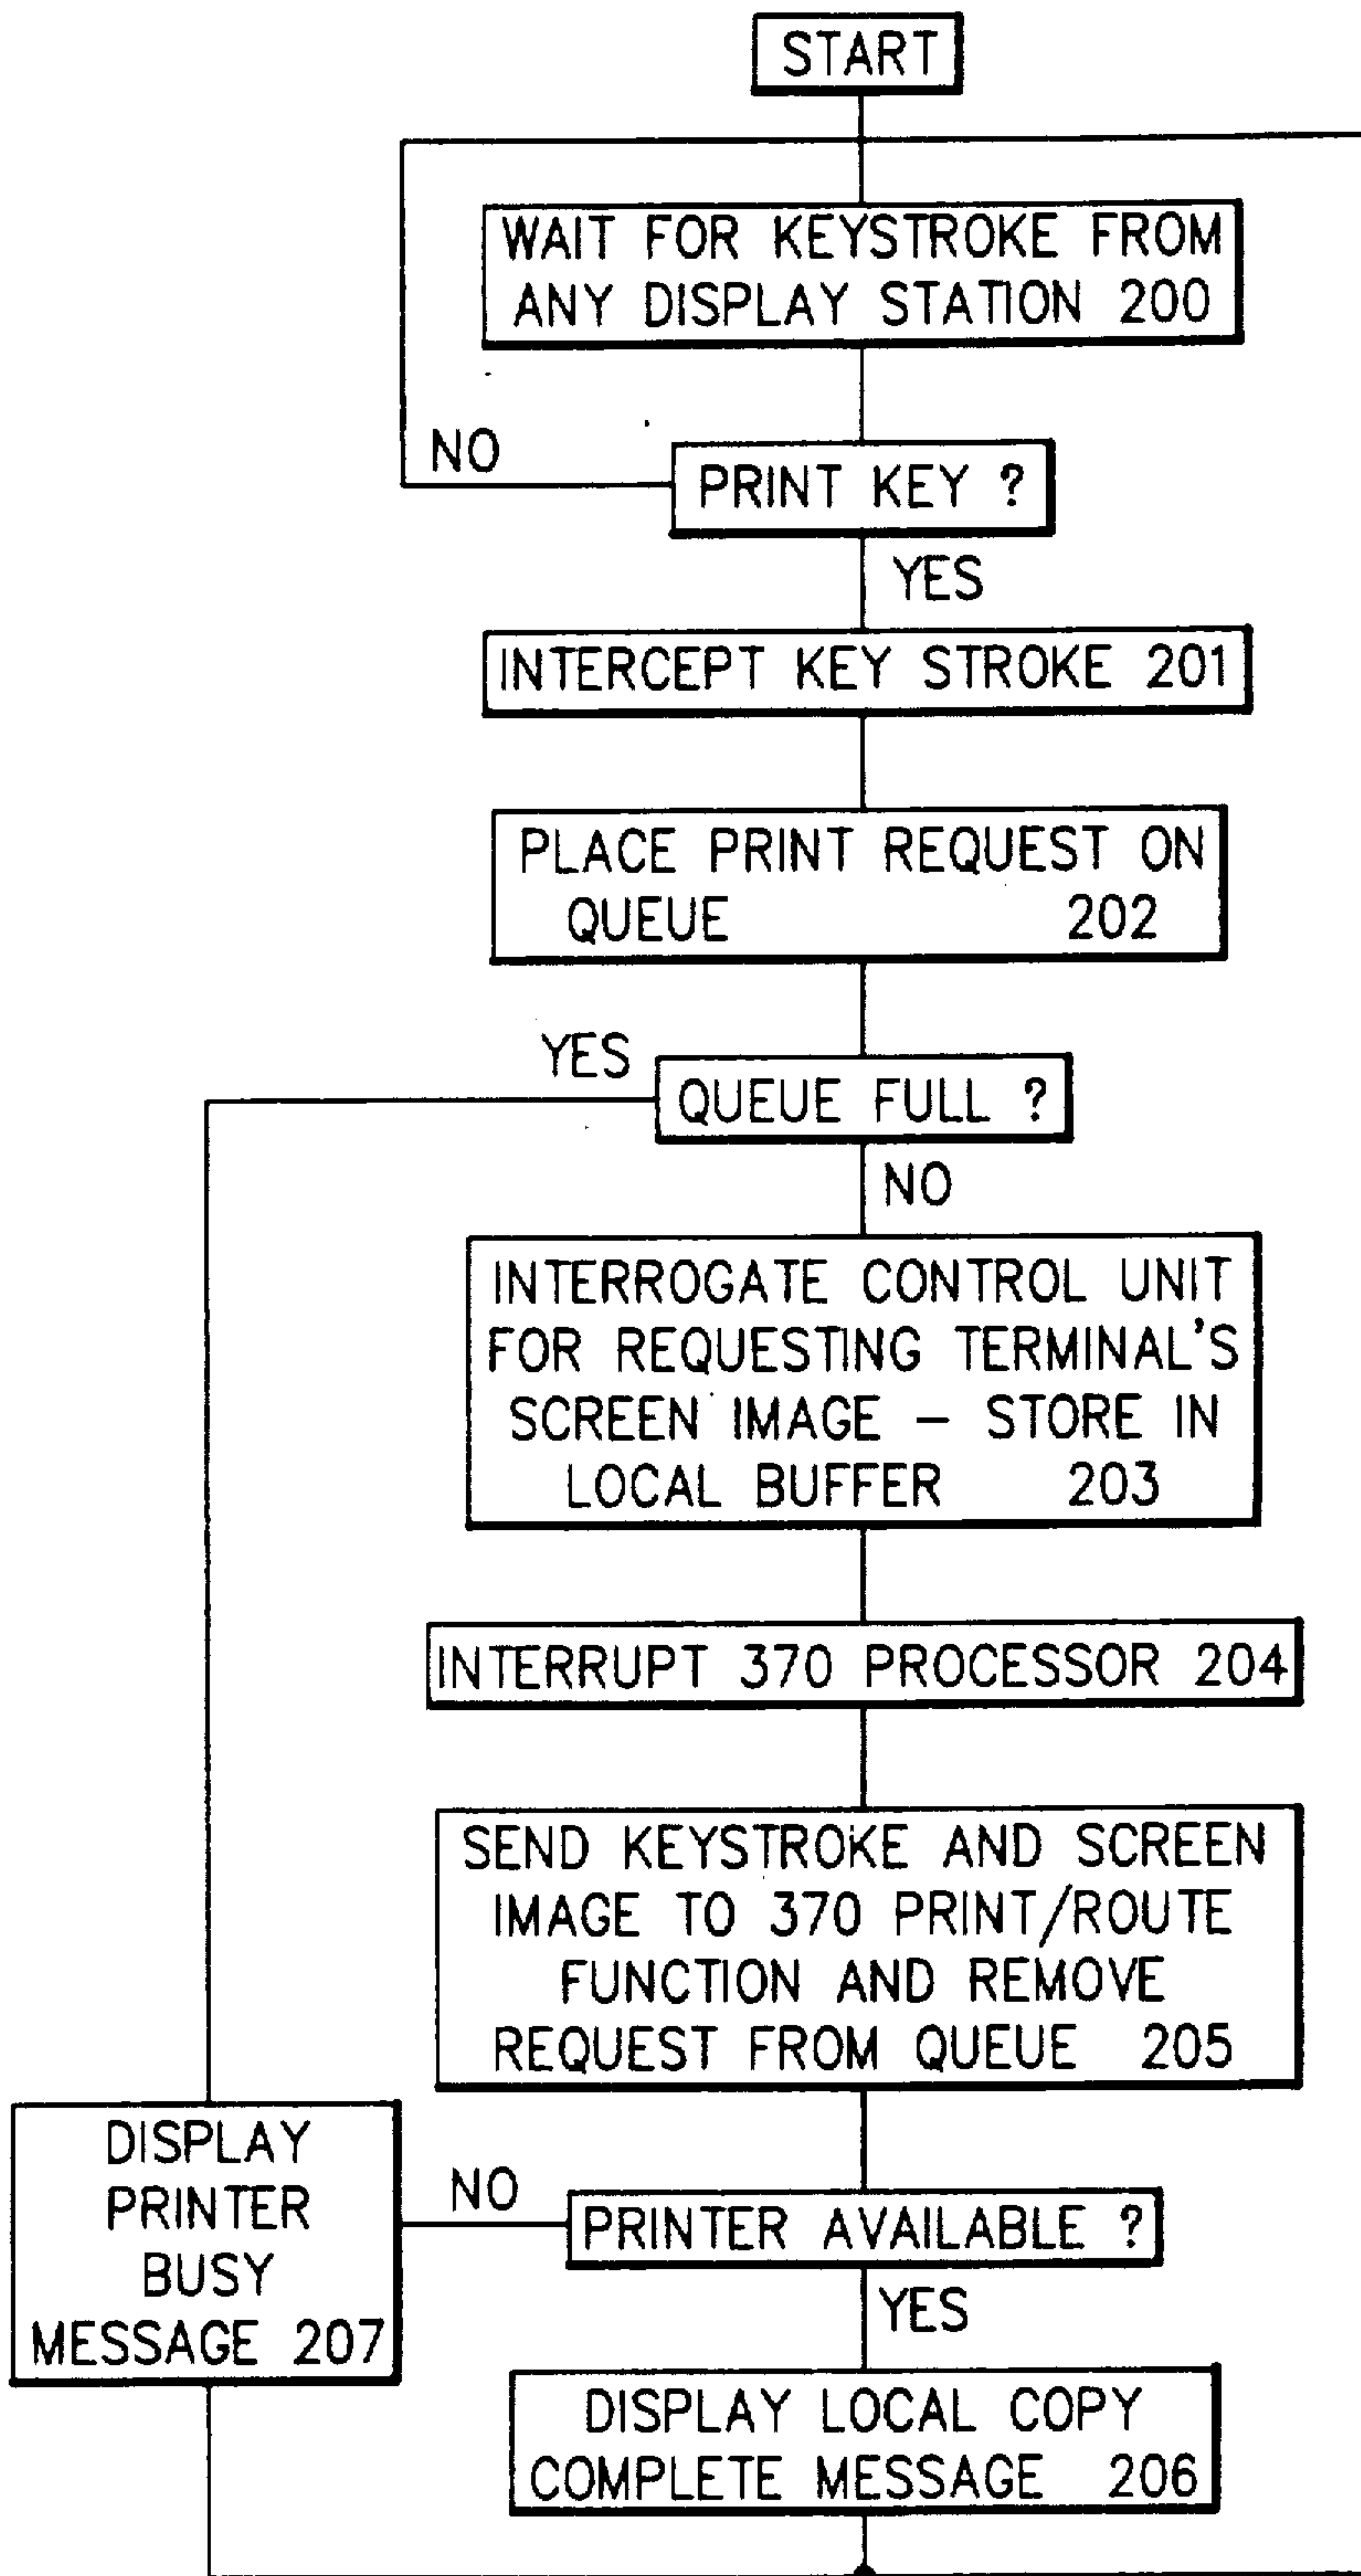 START
WAIT FOR KEYSTROKE FROM
ANY DISPLAY STATION 200
NO
PRINT KEY ?
YES
INTERCEPT KEY STROKE 201
PLACE PRINT REQUEST ON
QUEUE 202
YES
QUEUE FULL ?
NO
INTERROGATE CONTROL UNIT
FOR REQUESTING TERMINAL'S
SCREEN IMAGE – STORE IN
LOCAL BUFFER 203
INTERRUPT 370 PROCESSOR 204
SEND KEYSTROKE AND SCREEN
IMAGE TO 370 PRINT/ROUTE
FUNCTION AND REMOVE
REQUEST FROM QUEUE 205
DISPLAY
PRINTER
BUSY
MESSAGE 207
NO
PRINTER AVAILABLE ?
YES
DISPLAY LOCAL COPY
COMPLETE MESSAGE 206